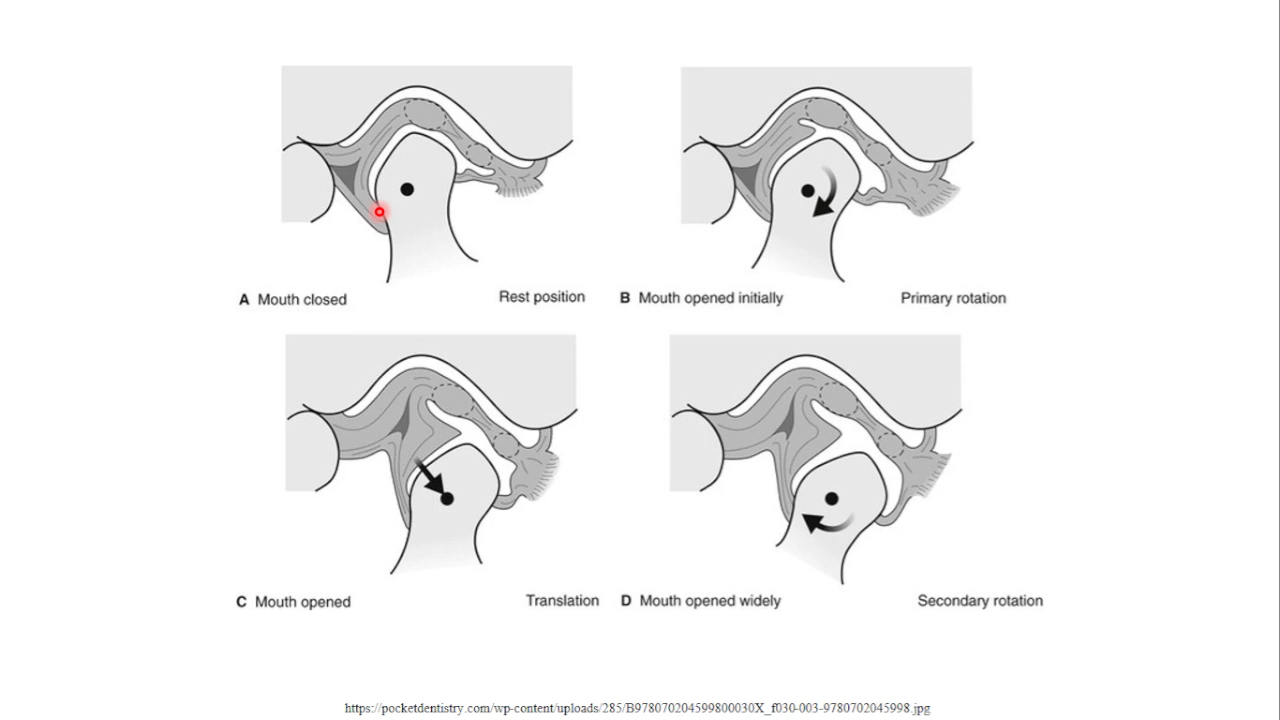 A Mouth closed
Rest position
B Mouth opened initially
Primary rotation
C Mouth opened
Translation
D Mouth opened widely
Secondary rotation
https://pocketdentistry.com/wp-content/uploads/285/B978070204599800030X_f030-003-9780702045998.jpg